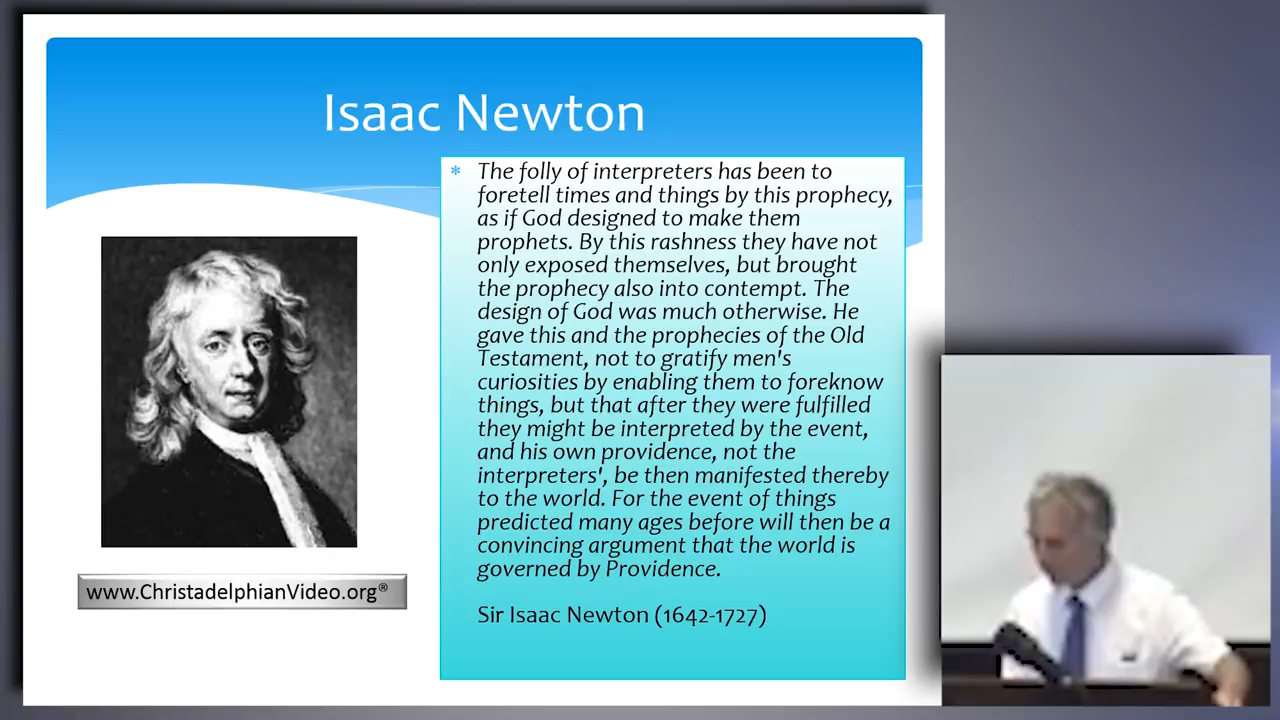 Isaac Newton
* The folly of interpreters has been to
foretell times and things by this prophecy,
as if God designed to make them
prophets. By this rashness they have not
only exposed themselves, but brought
the prophecy also into contempt. The
design of God was much otherwise. He
gave this and the prophecies of the Old
Testament, not to gratify men's
curiosities by enabling them to foreknow
things, but that after they were fulfilled
they might be interpreted by the event,
and his own providence, not the
interpreters', be then manifested thereby
to the world. For the event of things
predicted many ages before will then be a
convincing argument that the world is
governed by Providence.
Sir Isaac Newton (1642-1727)
www.ChristadelphianVideo.org®